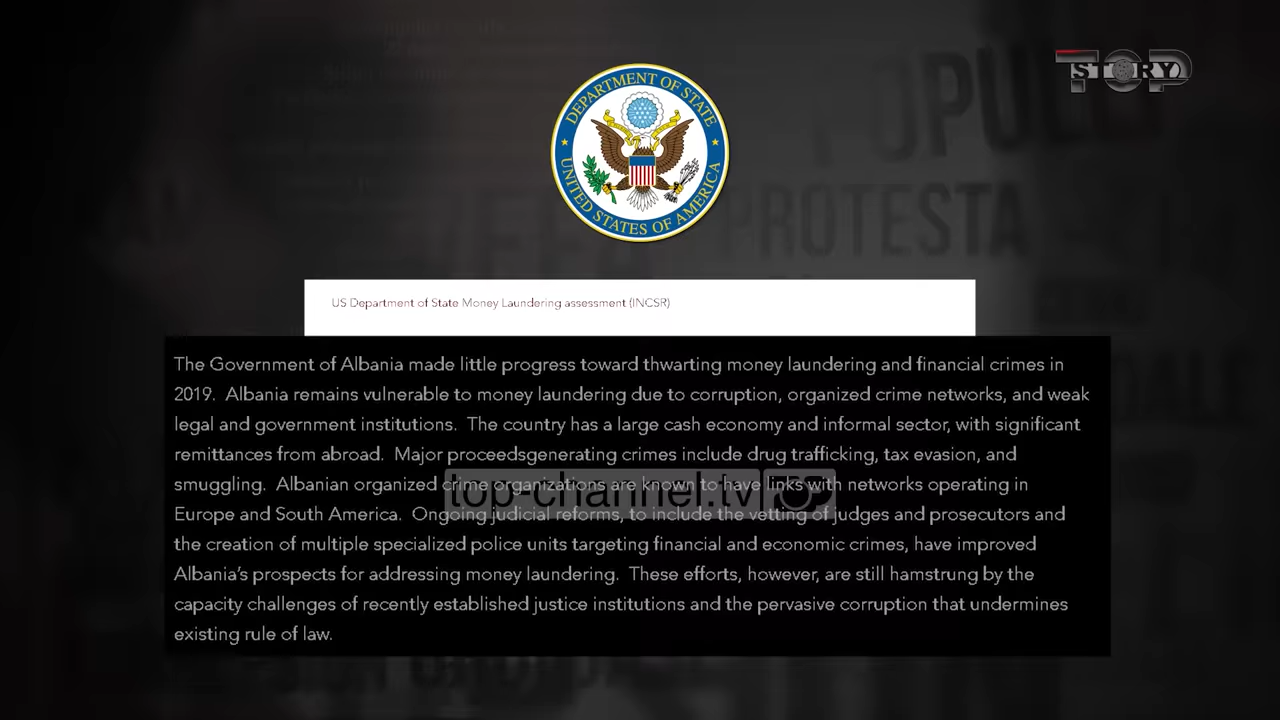 TOP
STORY
POPULI
PROTESTA
DEPARTMENT OF STATE
UNITED STATES OF AMERICA
US Department of State Money Laundering assessment (INCSR)
The Government of Albania made little progress toward thwarting money laundering and financial crimes in
2019. Albania remains vulnerable to money laundering due to corruption, organized crime networks, and weak
legal and government institutions. The country has a large cash economy and informal sector, with significant
remittances from abroad. Major proceedsgenerating crimes include drug trafficking, tax evasion, and
smuggling. Albanian organized crime organizations are known to have links with networks operating in
top-channel.tv TOP
Europe and South America. Ongoing judicial reforms, to include the vetting of judges and prosecutors and
the creation of multiple specialized police units targeting financial and economic crimes, have improved
Albania's prospects for addressing money laundering. These efforts, however, are still hamstrung by the
capacity challenges of recently established justice institutions and the pervasive corruption that undermines
existing rule of law.